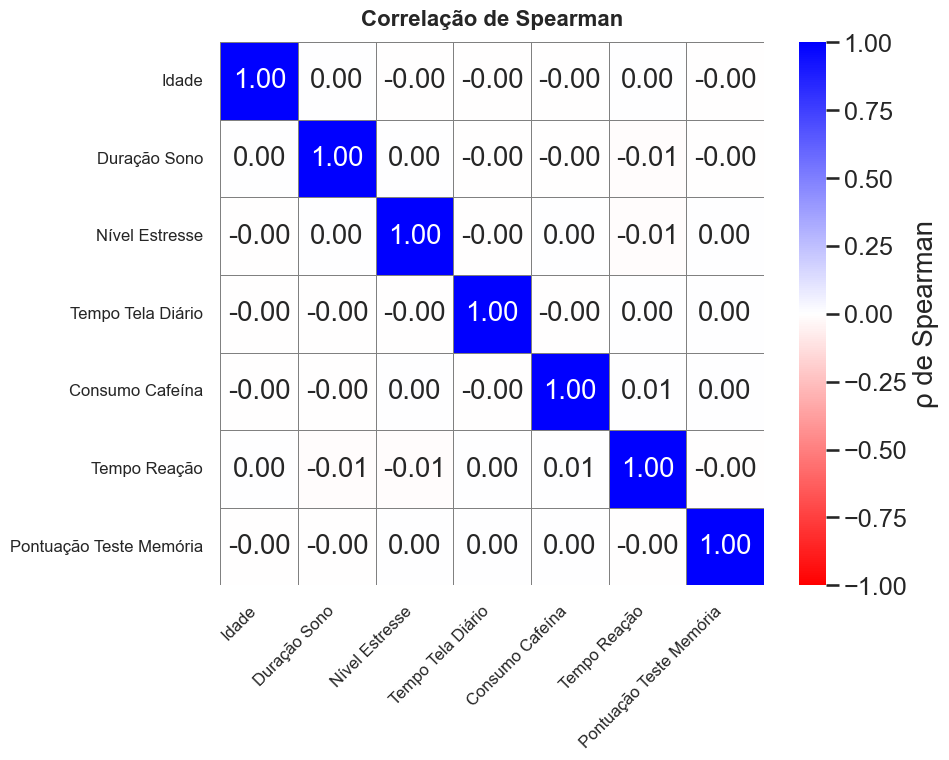 Correlação de Spearman
Idade 1.00 0.00 -0.00 -0.00 -0.00 0.00 -0.00
Duração Sono 0.00 1.00 0.00 -0.00 -0.00 -0.01 -0.00
Nível Estresse -0.00 0.00 1.00 -0.00 0.00 -0.01 0.00
Tempo Tela Diário -0.00 -0.00 -0.00 1.00 -0.00 0.00 0.00
Consumo Cafeína -0.00 -0.00 0.00 -0.00 1.00 0.01 0.00
Tempo Reação 0.00 -0.01 -0.01 0.00 0.01 1.00 -0.00
Pontuação Teste Memória -0.00 -0.00 0.00 0.00 0.00 -0.00 1.00
Idade
Duração Sono
Nível Estresse
Tempo Tela Diário
Consumo Cafeína
Tempo Reação
Pontuação Teste Memória
1.00
0.75
0.50
0.25
0.00
−0.25
−0.50
−0.75
−1.00
ρ de Spearman